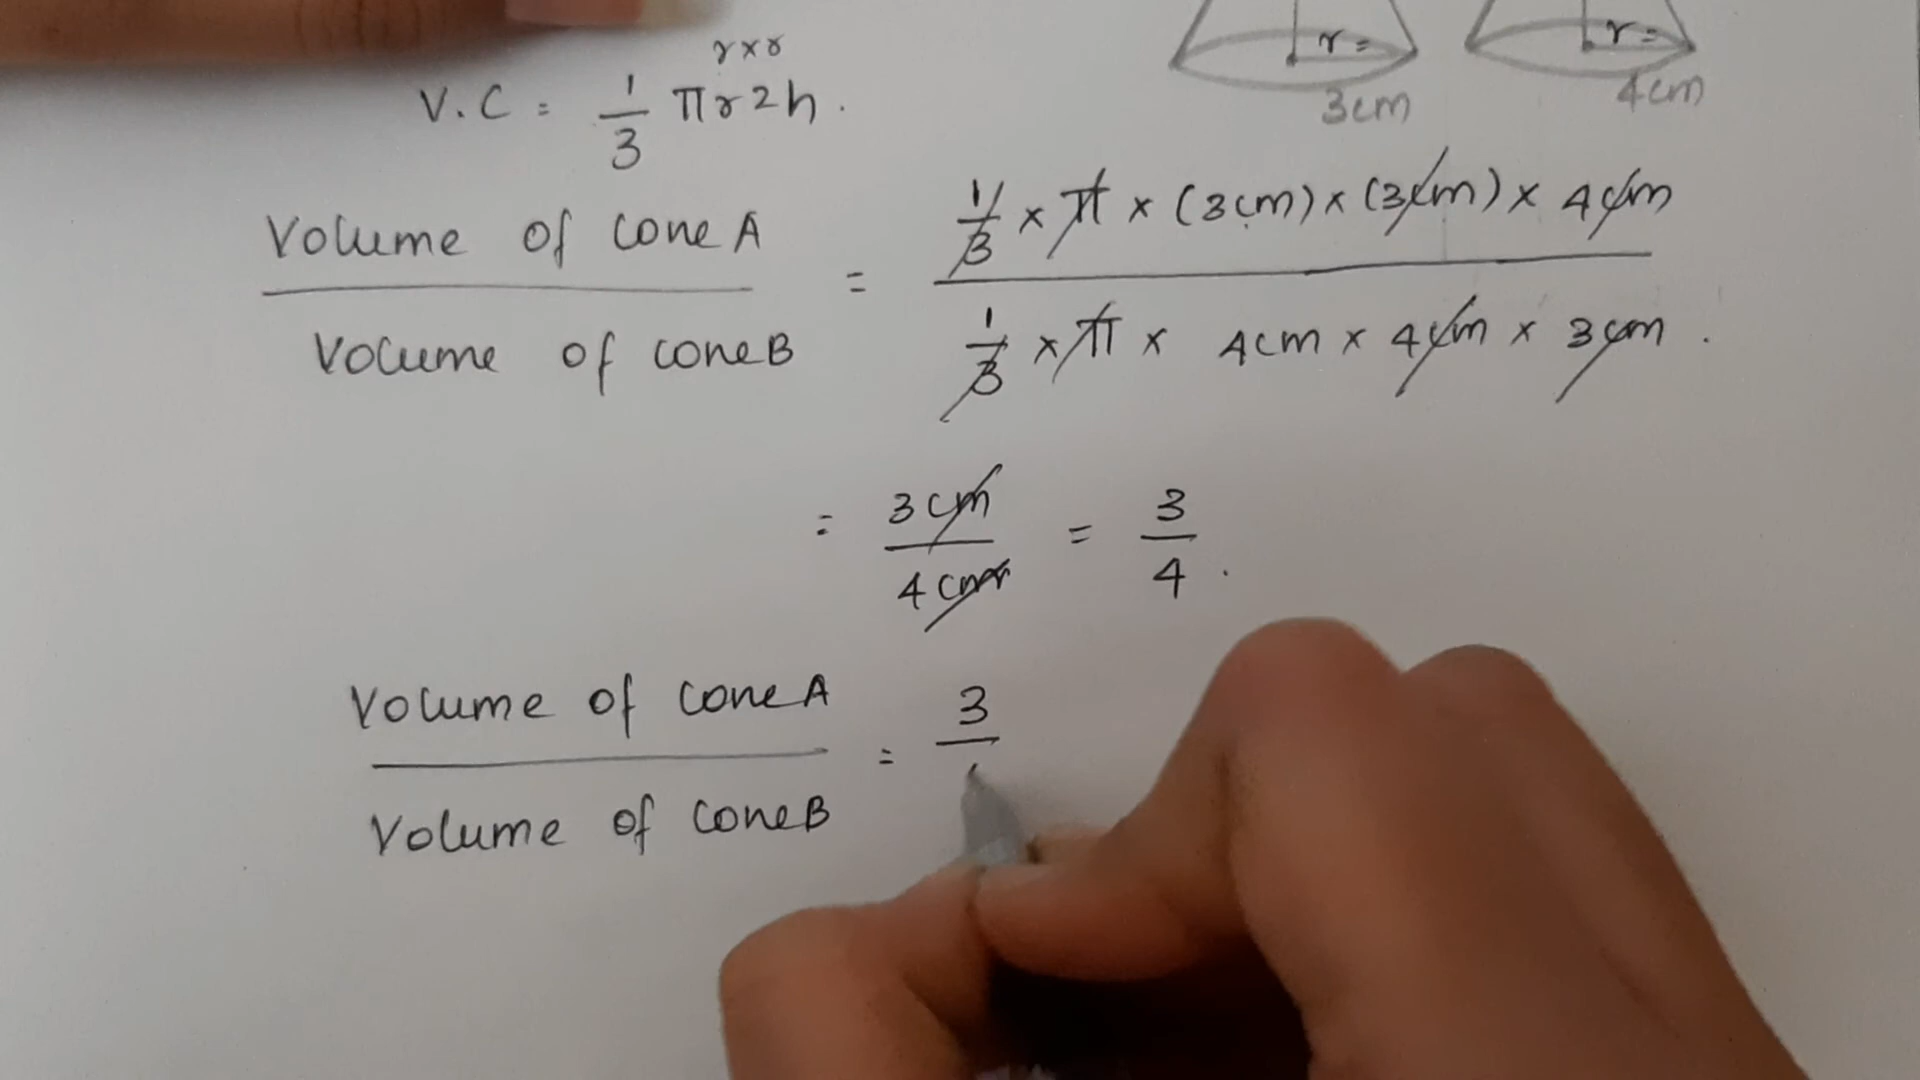 r×r
V.C = 1/3 πr2h.
r=
3cm
r=
4cm
Volume of cone A / Volume of cone B = 1/3 × π × (3cm) × (3cm) × 4cm / 1/3 × π × 4cm × 4cm × 3cm.
= 3cm / 4cm = 3/4.
Volume of cone A / Volume of cone B = 3/